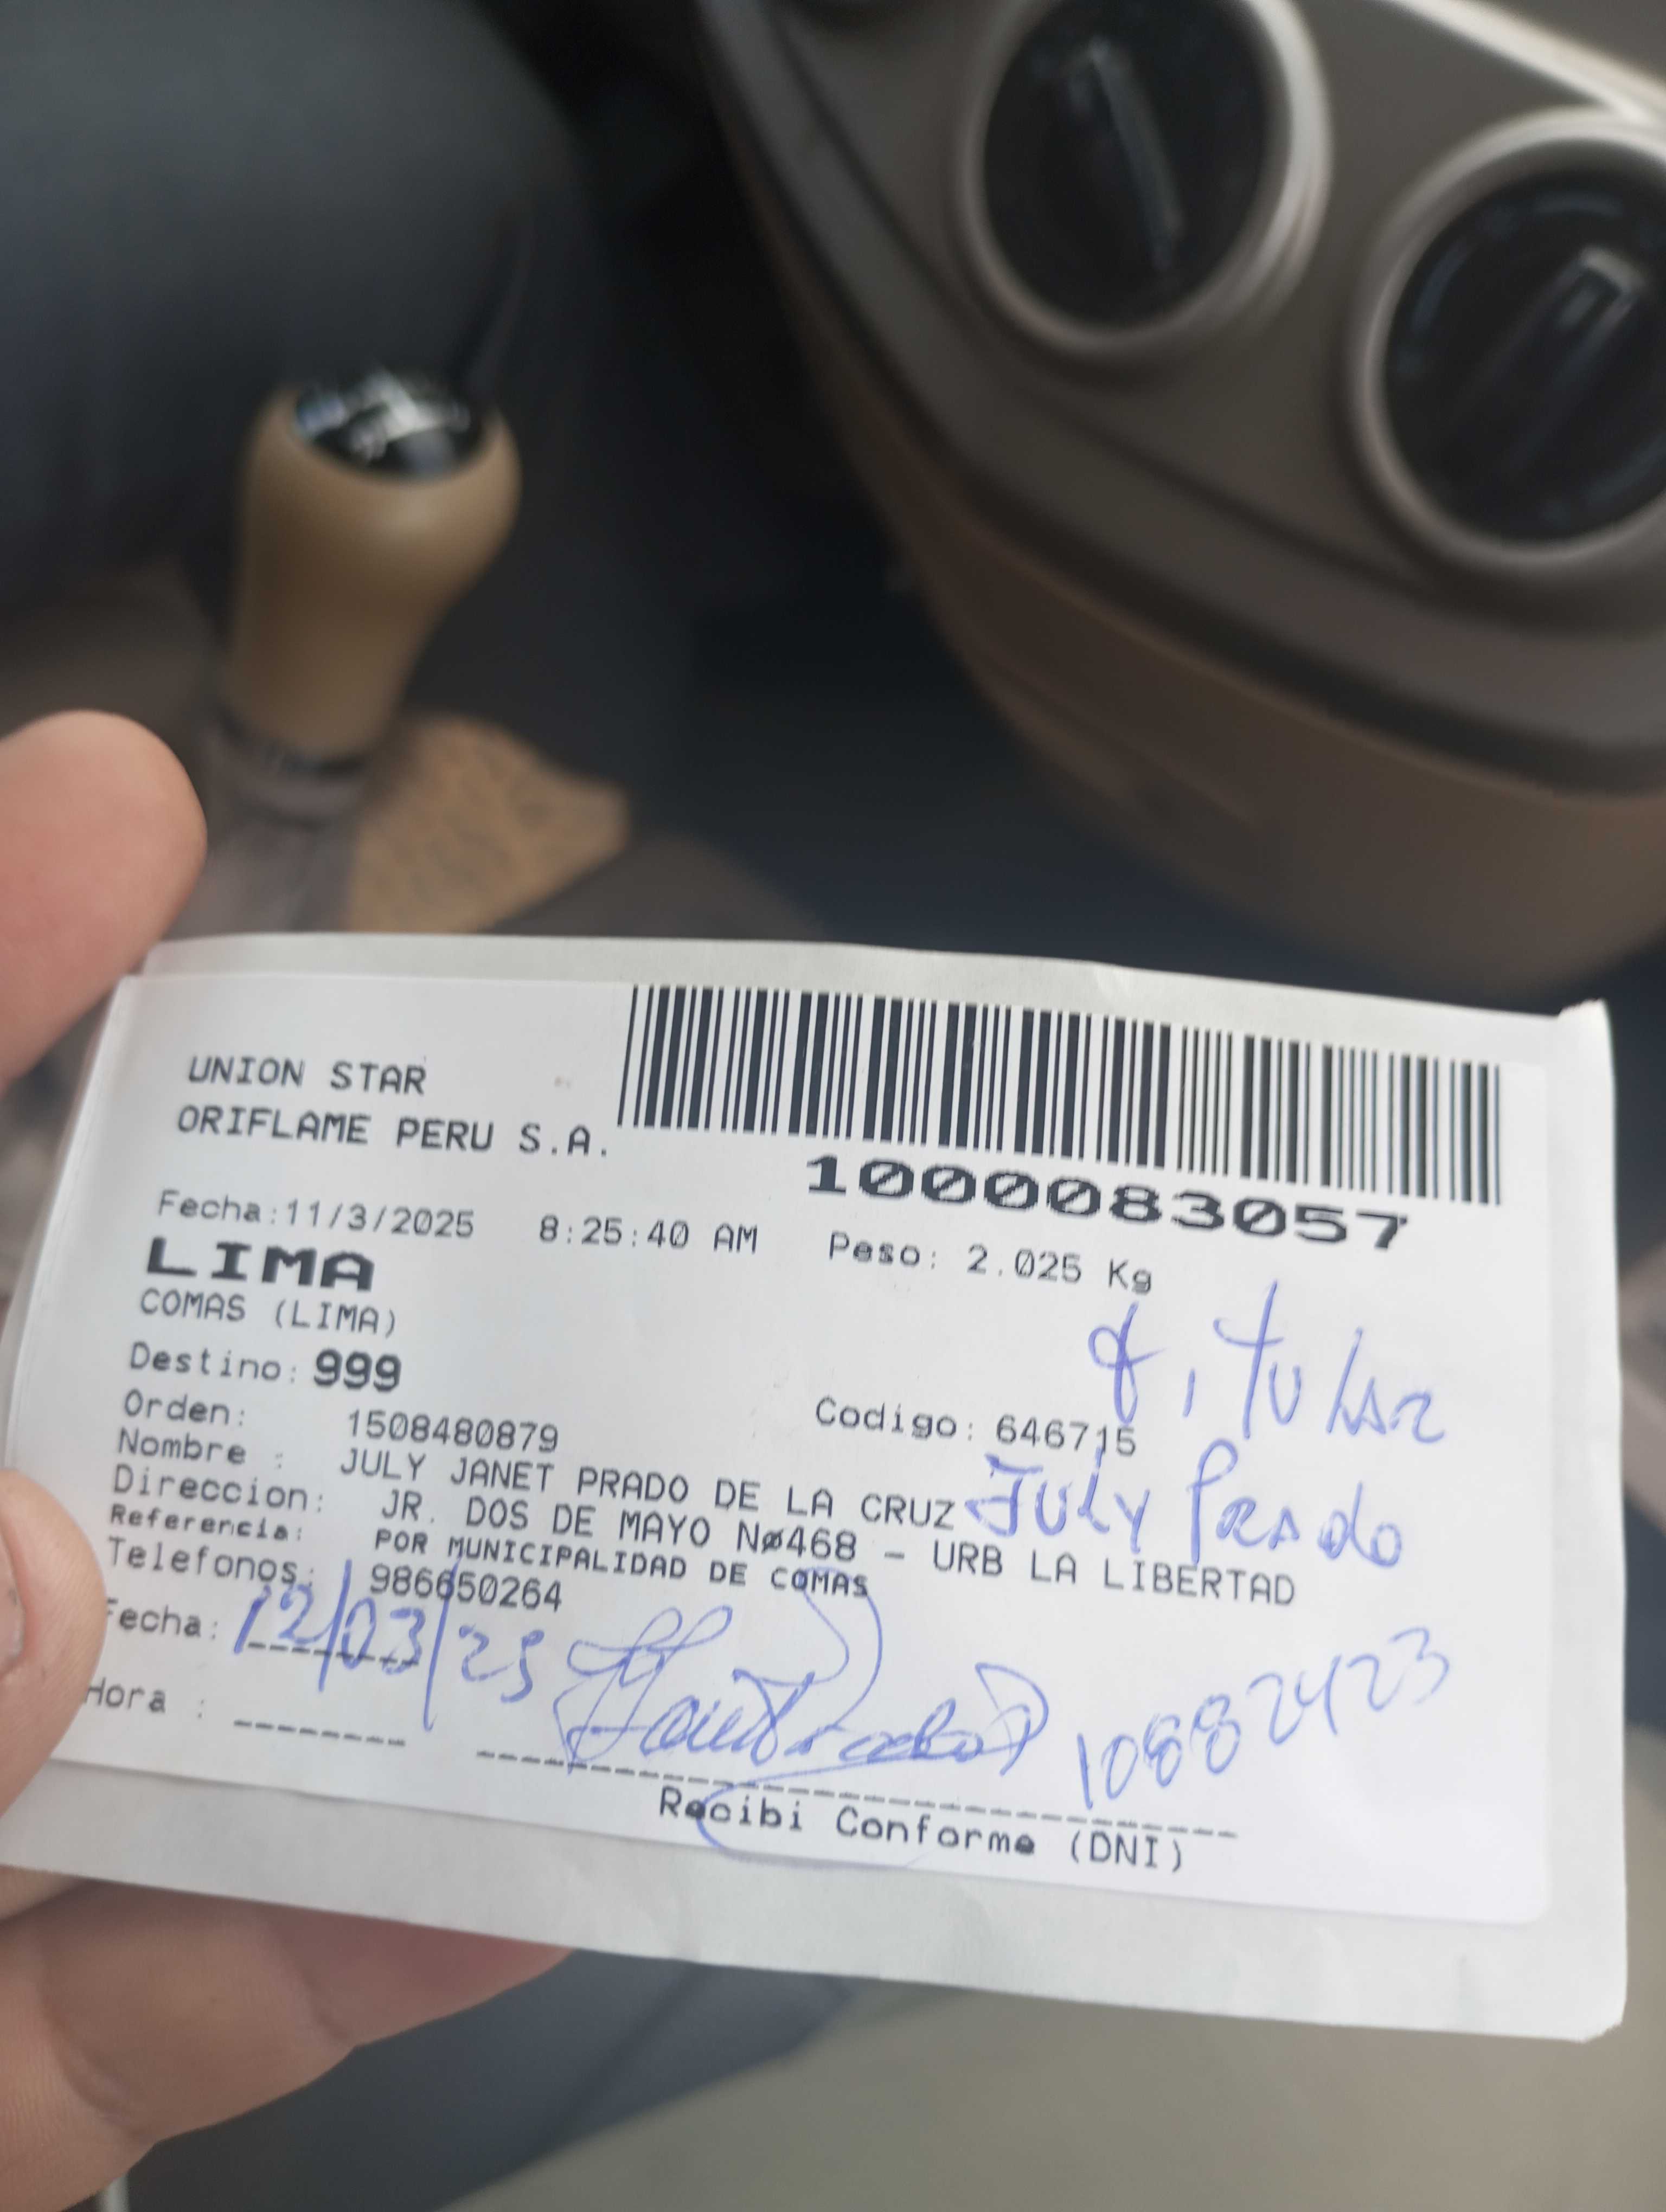 UNION STAR
ORIFLAME PERU S.A.
1000083057
Fecha:11/3/2025 8:25:40 AM Peso: 2.025 Kg
LIMA
COMAS (LIMA)
Destino: 999
Orden: 1508480879 Codigo: 646715
titular
Nombre : JULY JANET PRADO DE LA CRUZ
July Prado
Direccion: JR. DOS DE MAYO Nø468 - URB LA LIBERTAD
Referencia: POR MUNICIPALIDAD DE COMAS
Telefonos: 986650264
Fecha: 12/03/25
10882423
Hora :
Recibi Conforme (DNI)